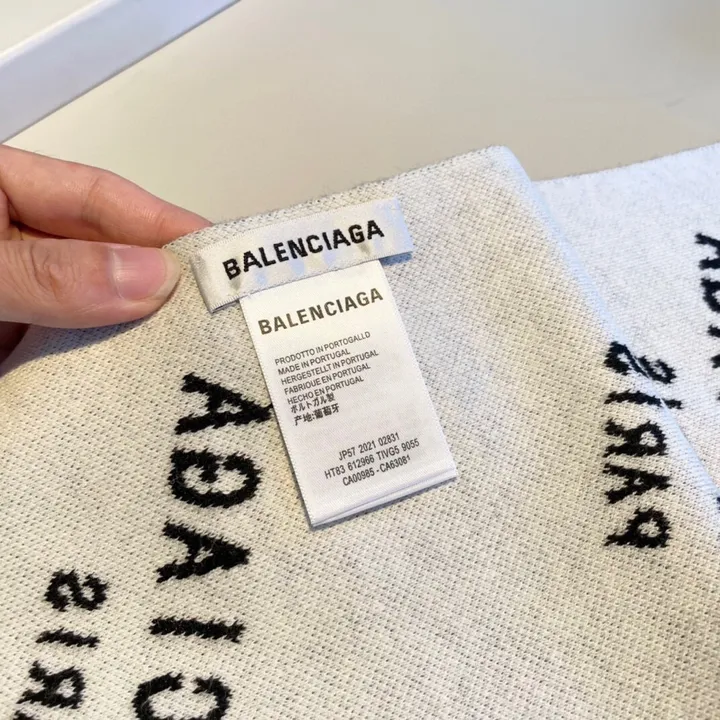 BALENCIAGA
BALENCIAGA
PRODOTTO IN PORTOGALLO
MADE IN PORTUGAL
HERGESTELLT IN PORTUGAL
FABRIQUE EN PORTUGAL
HECHO EN PORTUGAL
ポルトガル製
产地:葡萄牙
JP57 2021 02831
HT83 612966 TIVG5 9055
CA00985 - CA63081
PARIS